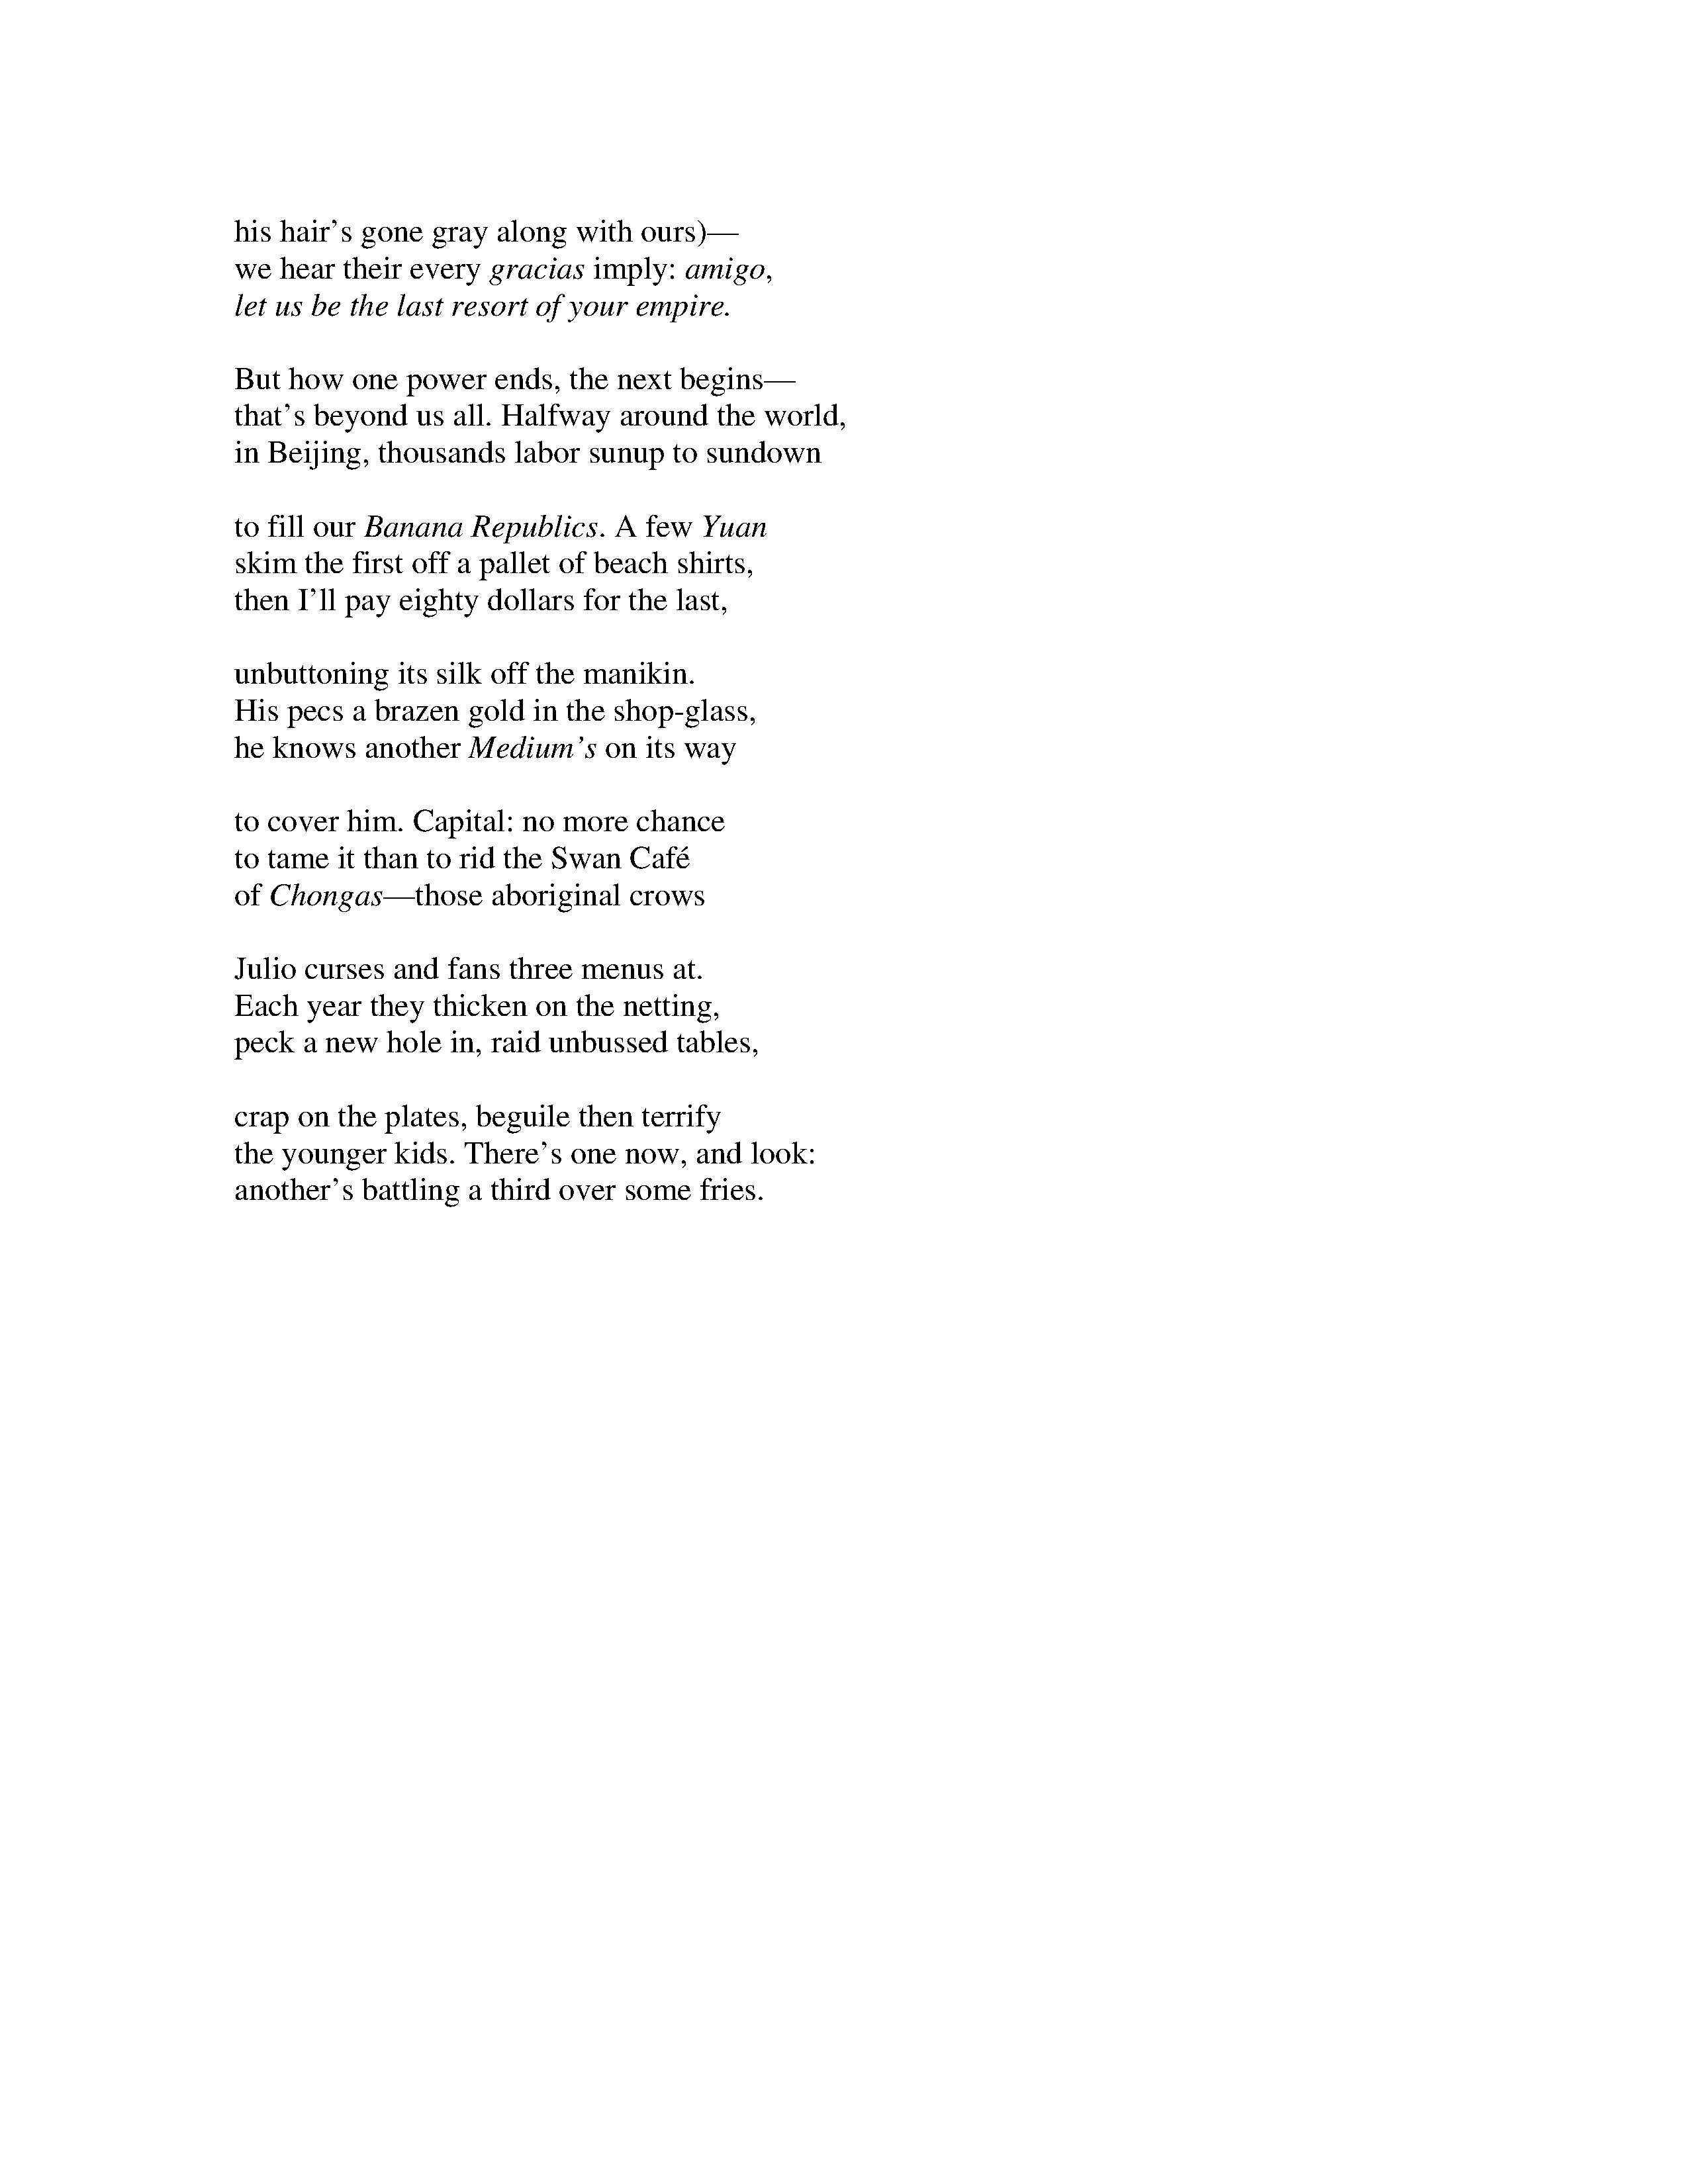 his hair’s gone gray along with ours)—
we hear their every gracias imply: amigo,
let us be the last resort of your empire.

But how one power ends, the next begins—
that’s beyond us all. Halfway around the world,
in Beijing, thousands labor sunup to sundown

to fill our Banana Republics. A few Yuan
skim the first off a pallet of beach shirts,
then I’ll pay eighty dollars for the last,

unbuttoning its silk off the manikin.
His pecs a brazen gold in the shop-glass,
he knows another Medium’s on its way

to cover him. Capital: no more chance
to tame it than to rid the Swan Café
of Chongas—those aboriginal crows

Julio curses and fans three menus at.
Each year they thicken on the netting,
peck a new hole in, raid unbussed tables,

crap on the plates, beguile then terrify
the younger kids. There’s one now, and look:
another’s battling a third over some fries.